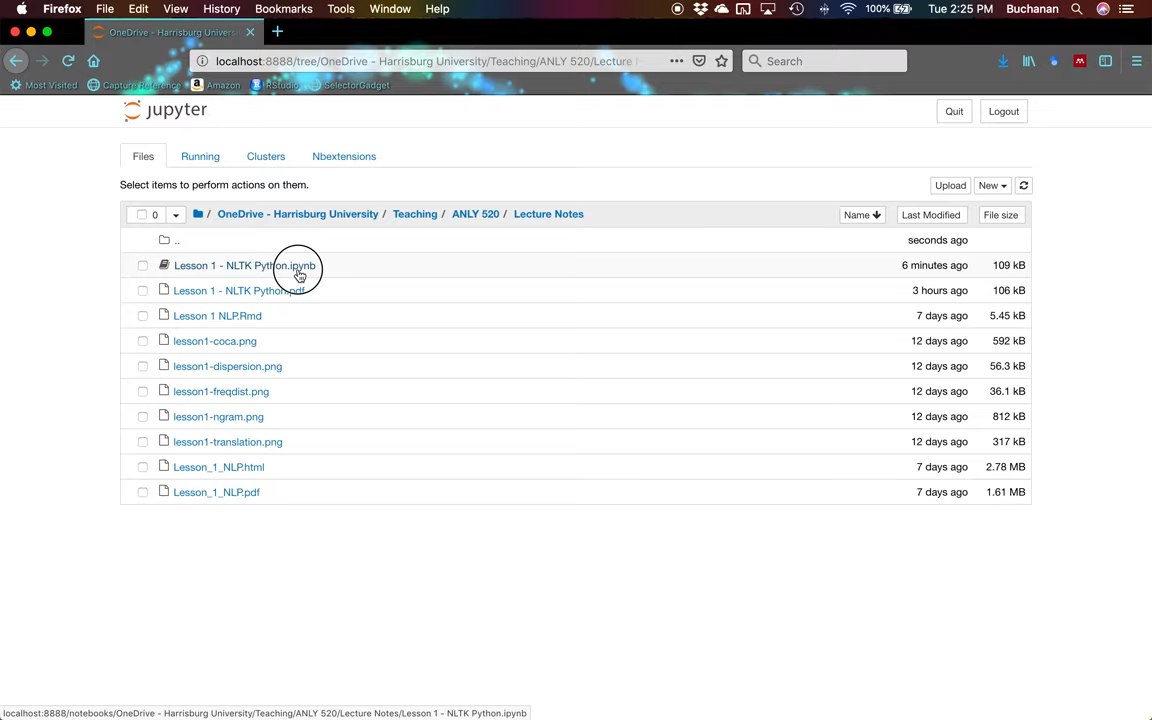 Firefox File Edit View History Bookmarks Tools Window Help 100% Tue 2:25 PM Buchanan
OneDrive - Harrisburg Univers
localhost:8888/tree/OneDrive - Harrisburg University/Teaching/ANLY 520/Lecture Search
Most Visited Capture Reference Amazon RStudio SelectorGadget
jupyter Quit Logout
Files Running Clusters Nbextensions
Select items to perform actions on them. Upload New
0 / OneDrive - Harrisburg University / Teaching / ANLY 520 / Lecture Notes Name Last Modified File size
.. seconds ago
Lesson 1 - NLTK Python.ipynb 6 minutes ago 109 kB
Lesson 1 - NLTK Python.pdf 3 hours ago 106 kB
Lesson 1 NLP.Rmd 7 days ago 5.45 kB
lesson1-coca.png 12 days ago 592 kB
lesson1-dispersion.png 12 days ago 56.3 kB
lesson1-freqdist.png 12 days ago 36.1 kB
lesson1-ngram.png 12 days ago 812 kB
lesson1-translation.png 12 days ago 317 kB
Lesson_1_NLP.html 7 days ago 2.78 MB
Lesson_1_NLP.pdf 7 days ago 1.61 MB
localhost:8888/notebooks/OneDrive - Harrisburg University/Teaching/ANLY 520/Lecture Notes/Lesson 1 - NLTK Python.ipynb